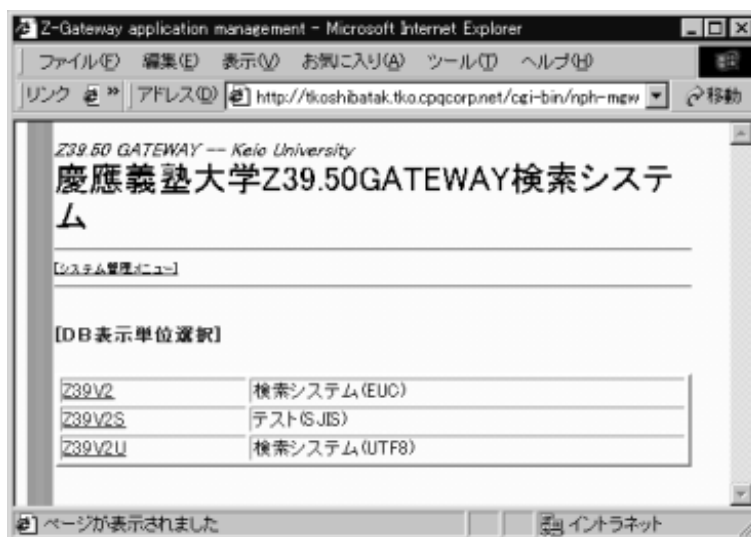 Z-Gateway application management - Microsoft Internet Explorer
ファイル(F) 編集(E) 表示(V) お気に入り(A) ツール(T) ヘルプ(H)
リンク » アドレス(D) http://tkoshibatak.tko.cpqcorp.net/cgi-bin/nph-mgw 移動
Z39.50 GATEWAY -- Keio University
慶應義塾大学Z39.50GATEWAY検索システ
ム
[システム管理メニュー]
[DB表示単位選択]
Z39V2 検索システム(EUC)
Z39V2S テスト(SJIS)
Z39V2U 検索システム(UTF8)
ページが表示されました イントラネット